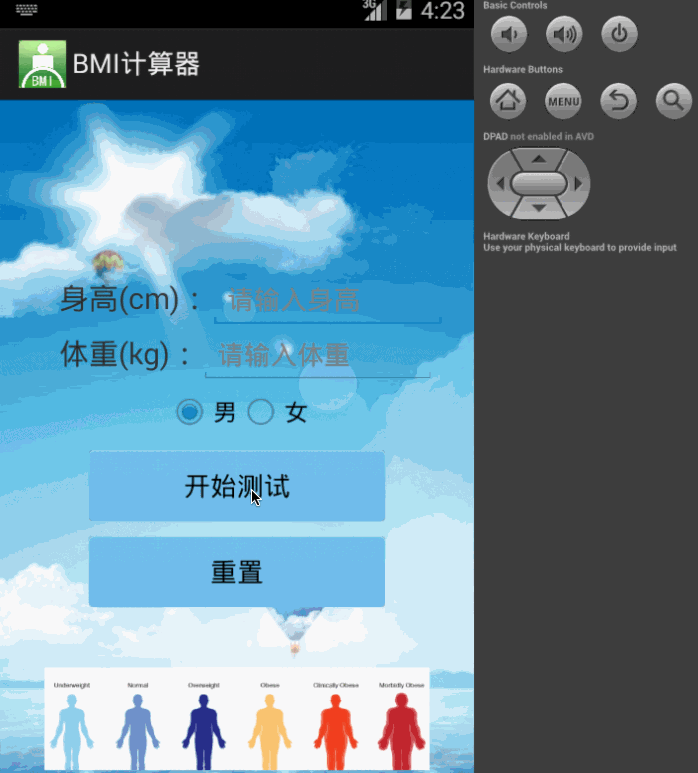 3G 4:23
BMI
BMI计算器
身高(cm)： 请输入身高
体重(kg)： 请输入体重
男 女
开始测试
重置
Underweight Normal Overweight Obese Clinically Obese Morbidly Obese
Basic Controls
Hardware Buttons
MENU
DPAD not enabled in AVD
Hardware Keyboard
Use your physical keyboard to provide input